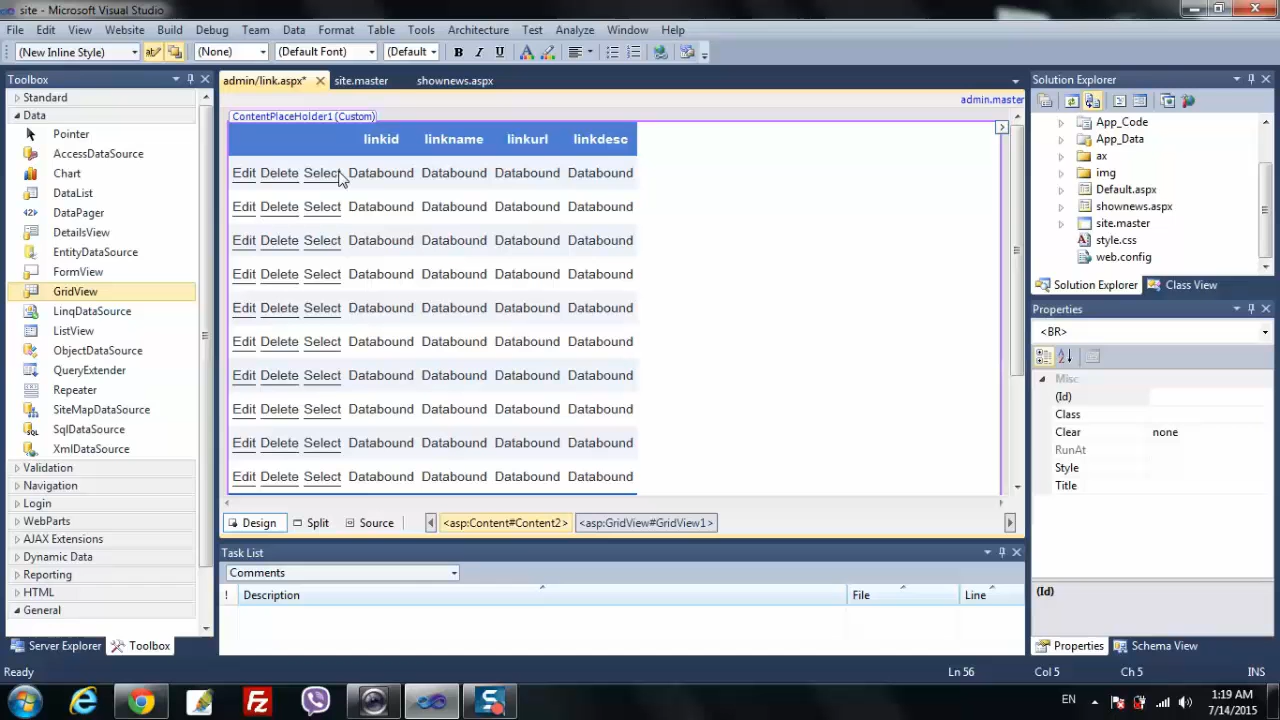 site - Microsoft Visual Studio
File Edit View Website Build Debug Team Data Format Table Tools Architecture Test Analyze Window Help
(New Inline Style) (None) (Default Font) (Default B I U A
Toolbox
admin/link.aspx* site.master shownews.aspx
Solution Explorer
Standard
Data
Pointer
AccessDataSource
Chart
DataList
DataPager
DetailsView
EntityDataSource
FormView
GridView
LinqDataSource
ListView
ObjectDataSource
QueryExtender
Repeater
SiteMapDataSource
SqlDataSource
XmlDataSource
Validation
Navigation
Login
WebParts
AJAX Extensions
Dynamic Data
Reporting
HTML
General
Server Explorer Toolbox
admin.master
ContentPlaceHolder1 (Custom)
linkid linkname linkurl linkdesc
Edit Delete Select Databound Databound Databound Databound
Edit Delete Select Databound Databound Databound Databound
Edit Delete Select Databound Databound Databound Databound
Edit Delete Select Databound Databound Databound Databound
Edit Delete Select Databound Databound Databound Databound
Edit Delete Select Databound Databound Databound Databound
Edit Delete Select Databound Databound Databound Databound
Edit Delete Select Databound Databound Databound Databound
Edit Delete Select Databound Databound Databound Databound
Edit Delete Select Databound Databound Databound Databound
Design Split Source <asp:Content#Content2> <asp:GridView#GridView1>
Task List
Comments
! Description File Line
App_Code
App_Data
ax
img
Default.aspx
shownews.aspx
site.master
style.css
web.config
Solution Explorer Class View
Properties
<BR>
Misc
(Id)
Class
Clear none
RunAt
Style
Title
(Id)
Properties Schema View
Ready Ln 56 Col 5 Ch 5 INS
EN 1:19 AM
7/14/2015